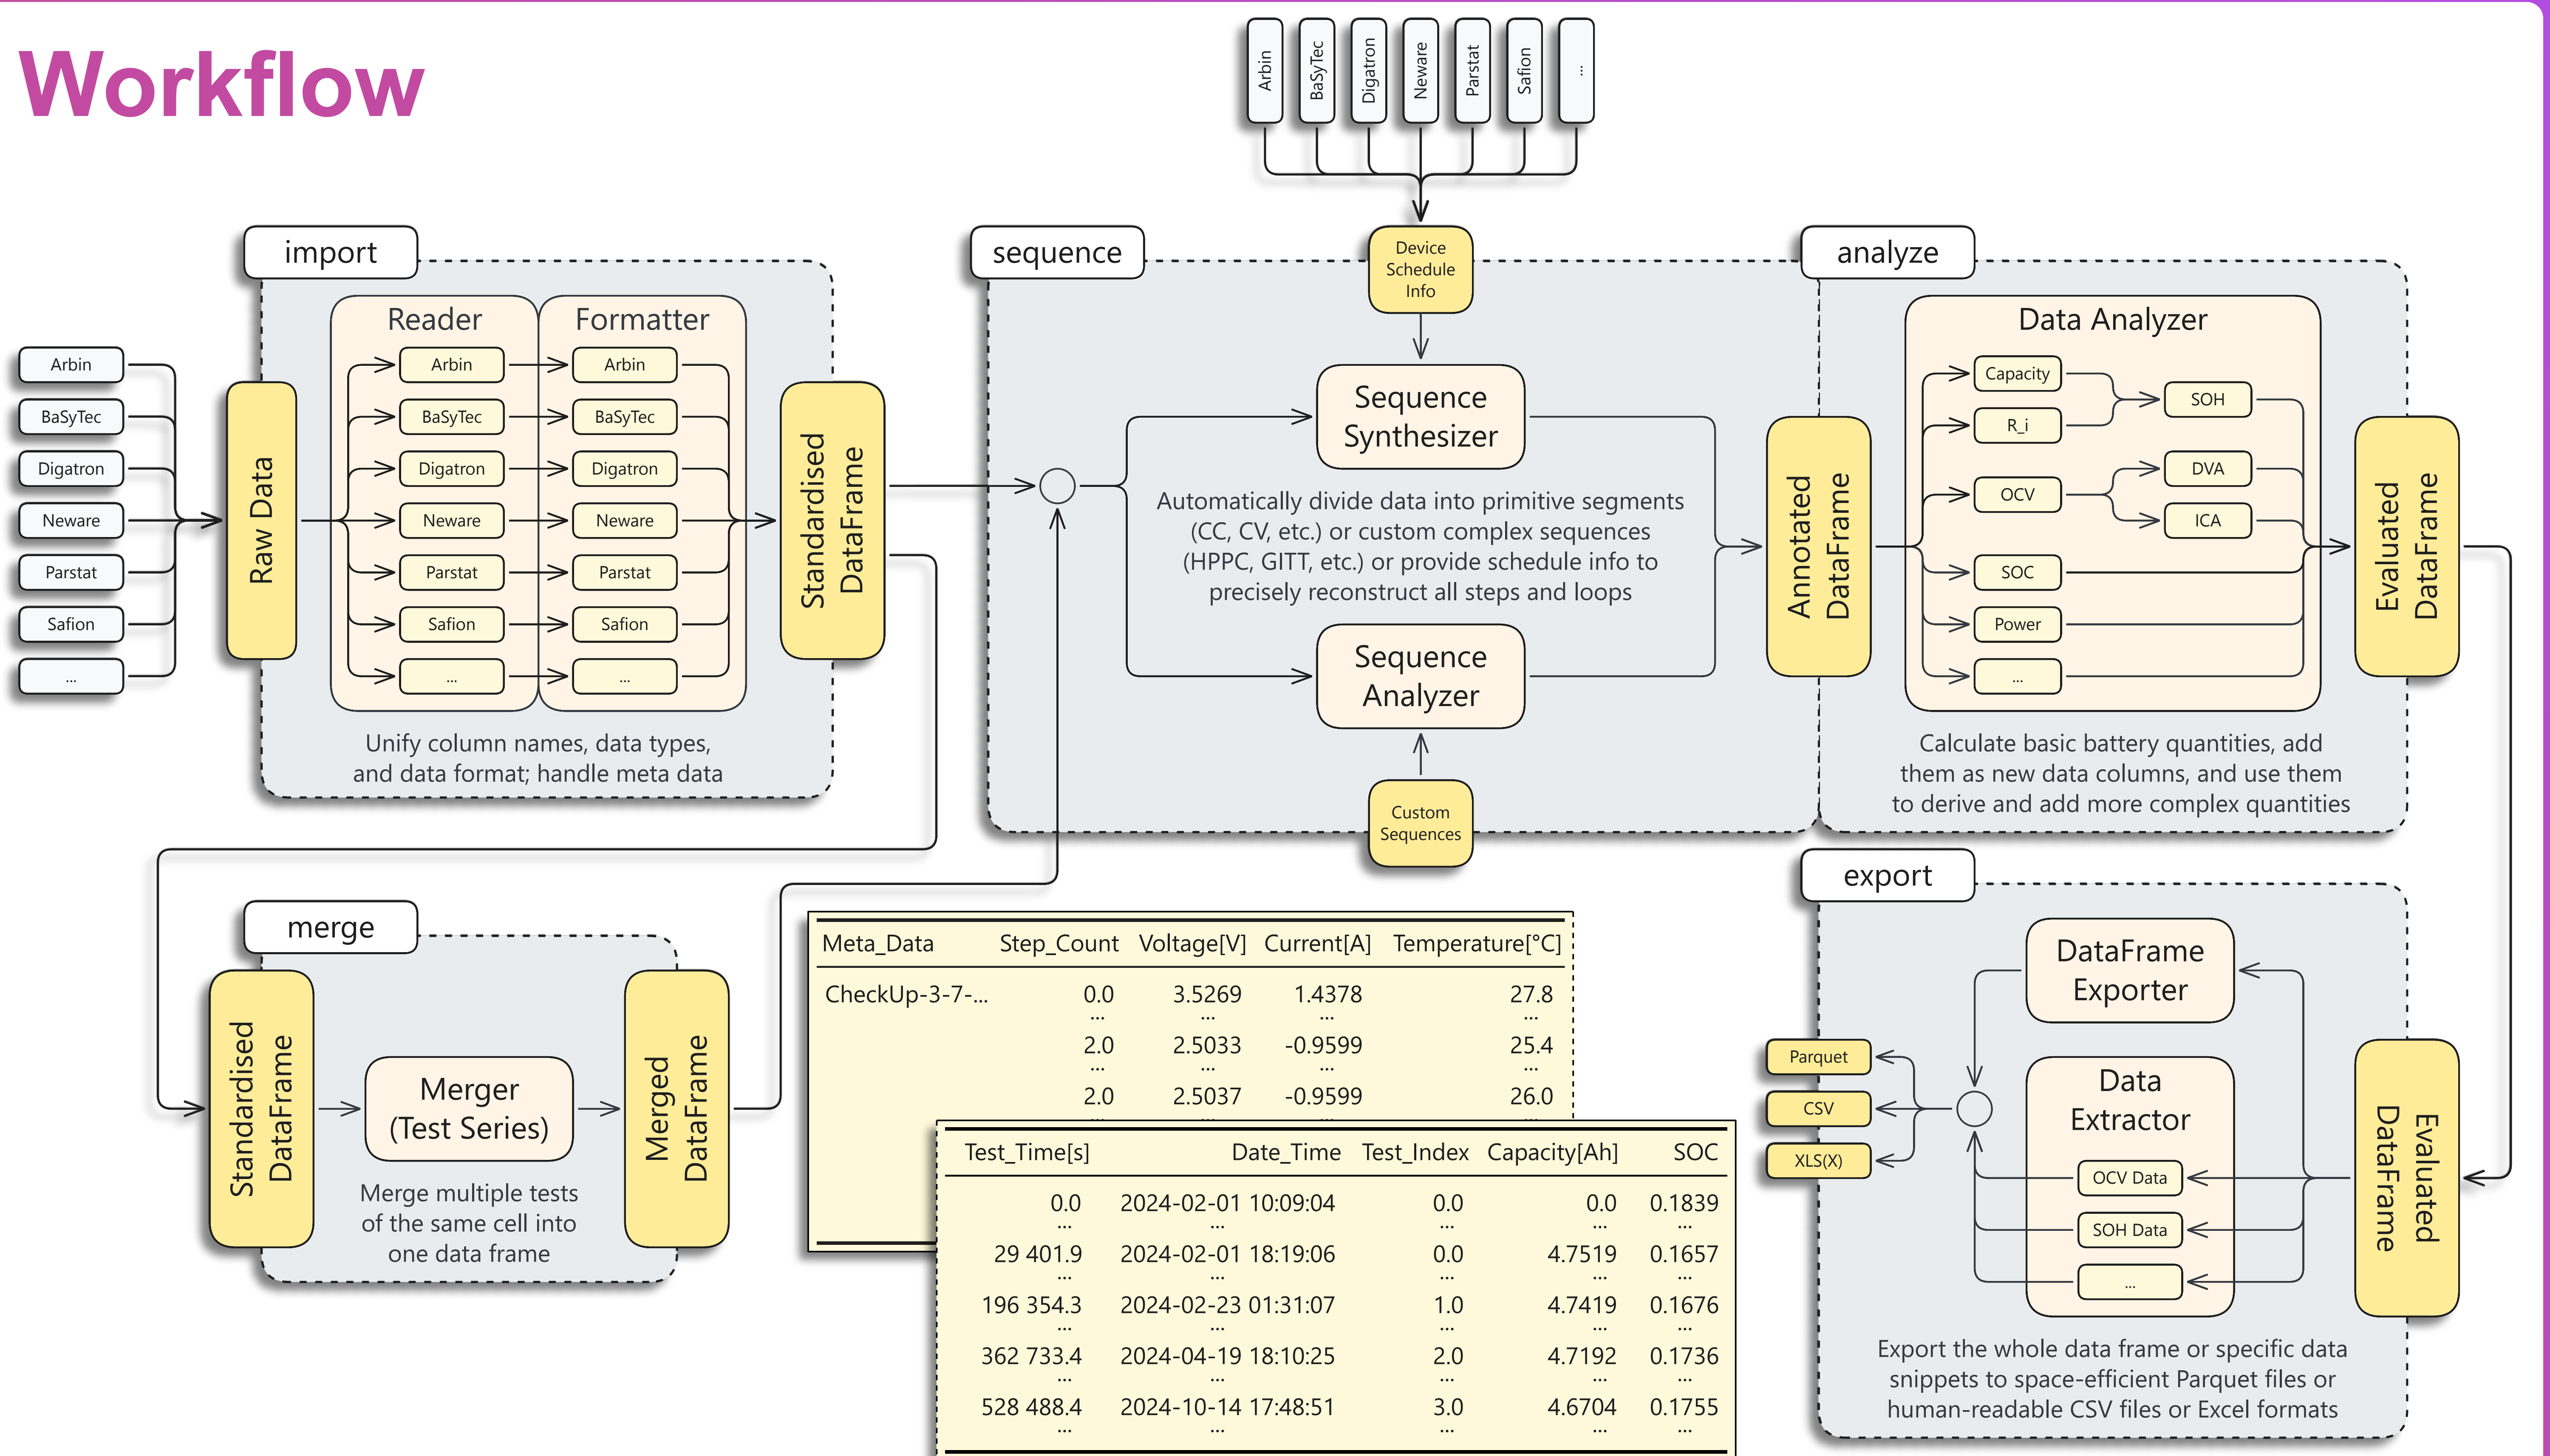 Workflow
Arbin
BaSyTec
Digatron
Neware
Parstat
Safion
...
import
Arbin
BaSyTec
Digatron
Neware
Parstat
Safion
...
Raw Data
Reader
Arbin
BaSyTec
Digatron
Neware
Parstat
Safion
...
Formatter
Arbin
BaSyTec
Digatron
Neware
Parstat
Safion
...
Standardised
DataFrame
Unify column names, data types,
and data format; handle meta data
sequence
Device
Schedule
Info
Sequence
Synthesizer
Automatically divide data into primitive segments
(CC, CV, etc.) or custom complex sequences
(HPPC, GITT, etc.) or provide schedule info to
precisely reconstruct all steps and loops
Sequence
Analyzer
Custom
Sequences
Annotated
DataFrame
analyze
Data Analyzer
Capacity
R_i
OCV
SOC
Power
...
SOH
DVA
ICA
Evaluated
DataFrame
Calculate basic battery quantities, add
them as new data columns, and use them
to derive and add more complex quantities
merge
Standardised
DataFrame
Merger
(Test Series)
Merge multiple tests
of the same cell into
one data frame
Merged
DataFrame
Meta_Data Step_Count Voltage[V] Current[A] Temperature[°C]
CheckUp-3-7-... 0.0 3.5269 1.4378 27.8
... ... ... ...
2.0 2.5033 -0.9599 25.4
... ... ... ...
2.0 2.5037 -0.9599 26.0
Test_Time[s] Date_Time Test_Index Capacity[Ah] SOC
0.0 2024-02-01 10:09:04 0.0 0.0 0.1839
... ... ... ... ...
29 401.9 2024-02-01 18:19:06 0.0 4.7519 0.1657
... ... ... ... ...
196 354.3 2024-02-23 01:31:07 1.0 4.7419 0.1676
... ... ... ... ...
362 733.4 2024-04-19 18:10:25 2.0 4.7192 0.1736
... ... ... ... ...
528 488.4 2024-10-14 17:48:51 3.0 4.6704 0.1755
... ... ... ... ...
export
DataFrame
Exporter
Data
Extractor
OCV Data
SOH Data
...
Parquet
CSV
XLS(X)
Evaluated
DataFrame
Export the whole data frame or specific data
snippets to space-efficient Parquet files or
human-readable CSV files or Excel formats